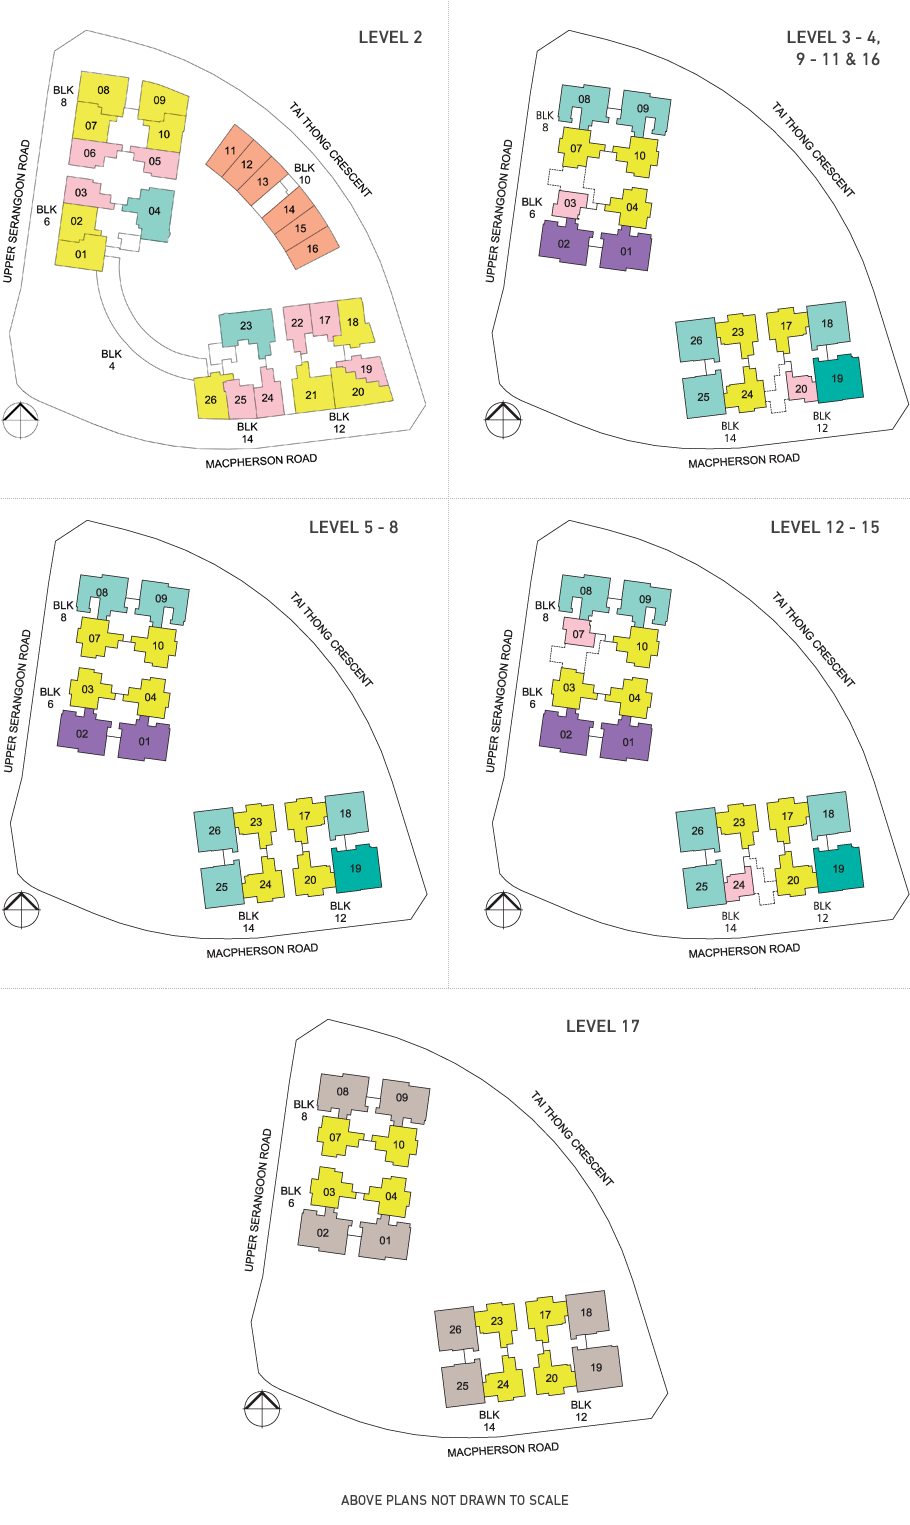 LEVEL 2
BLK
8
08
09
07
10
06
05
BLK
6
03
04
02
01
11
12
13
BLK
10
14
15
16
TAI THONG CRESCENT
UPPER SERANGOON ROAD
BLK
4
23
22
17
18
19
26
25
24
21
20
BLK
14
BLK
12
MACPHERSON ROAD
LEVEL 3 - 4,
9 - 11 & 16
BLK
8
08
09
07
10
BLK
6
03
04
02
01
TAI THONG CRESCENT
UPPER SERANGOON ROAD
26
23
17
18
25
24
20
19
BLK
14
BLK
12
MACPHERSON ROAD
LEVEL 5 - 8
BLK
8
08
09
07
10
BLK
6
03
04
02
01
TAI THONG CRESCENT
UPPER SERANGOON ROAD
26
23
17
18
25
24
20
19
BLK
14
BLK
12
MACPHERSON ROAD
LEVEL 12 - 15
BLK
8
08
09
07
10
BLK
6
03
04
02
01
TAI THONG CRESCENT
UPPER SERANGOON ROAD
26
23
17
18
25
24
20
19
BLK
14
BLK
12
MACPHERSON ROAD
LEVEL 17
BLK
8
08
09
07
10
BLK
6
03
04
02
01
TAI THONG CRESCENT
UPPER SERANGOON ROAD
26
23
17
18
25
24
20
19
BLK
14
BLK
12
MACPHERSON ROAD
ABOVE PLANS NOT DRAWN TO SCALE